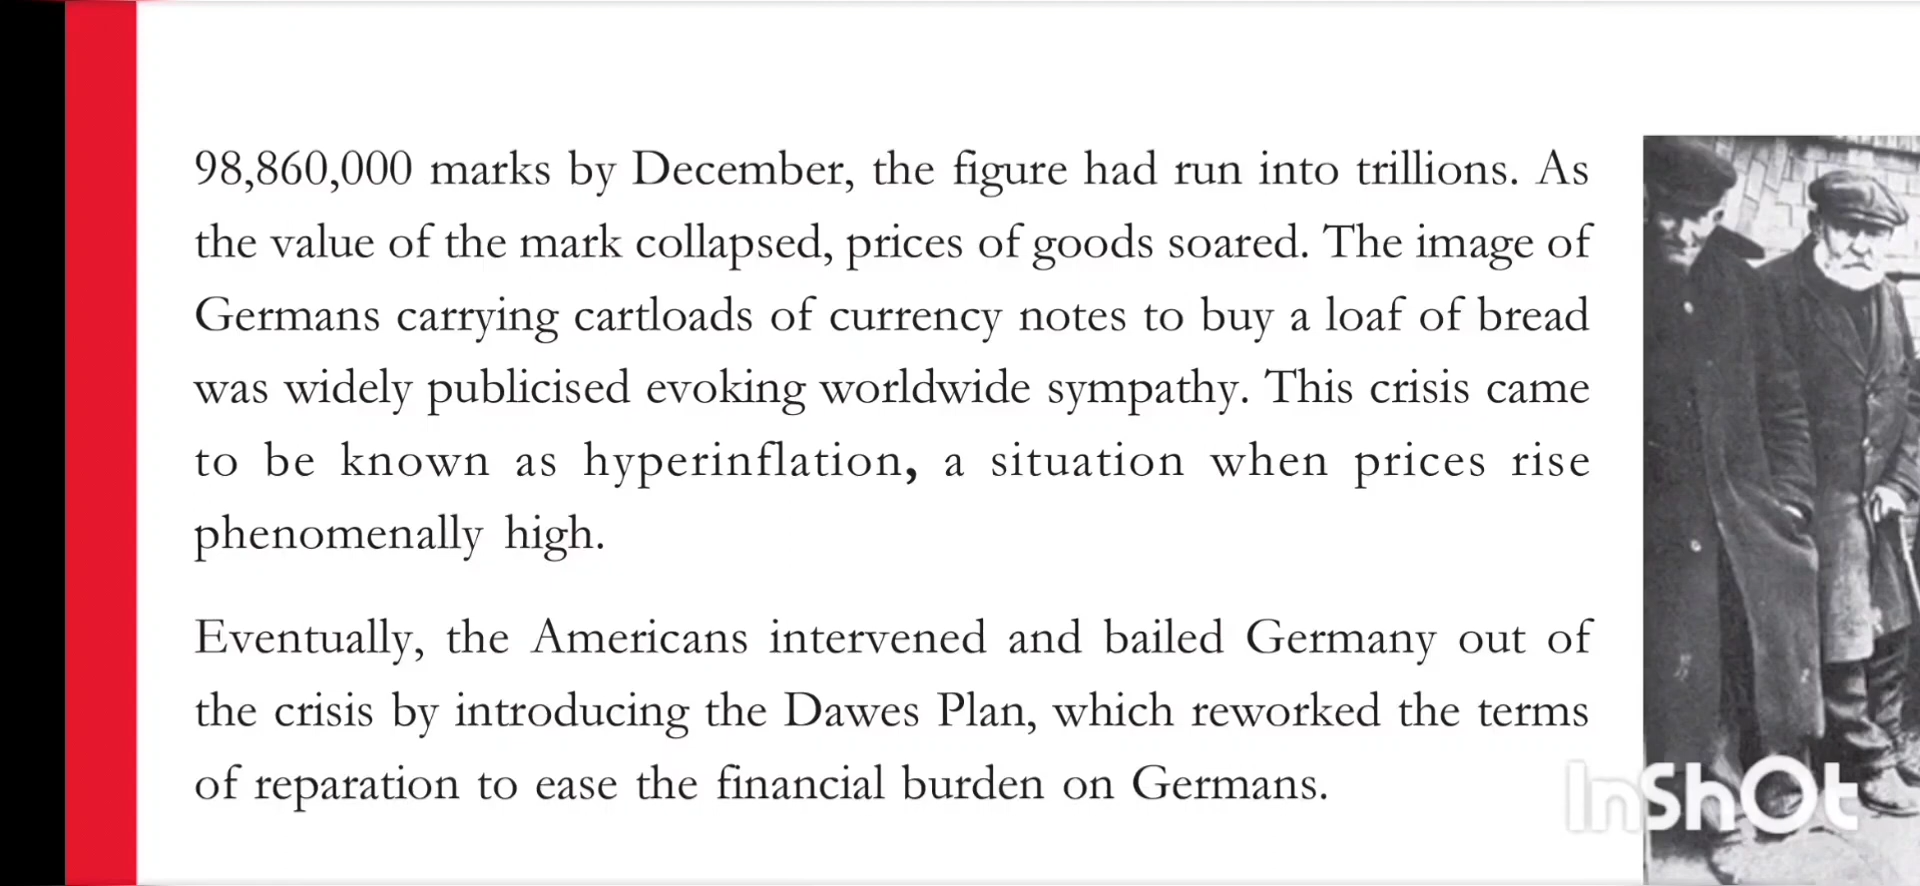 98,860,000 marks by December, the figure had run into trillions. As
the value of the mark collapsed, prices of goods soared. The image of
Germans carrying cartloads of currency notes to buy a loaf of bread
was widely publicised evoking worldwide sympathy. This crisis came
to be known as hyperinflation, a situation when prices rise
phenomenally high.
Eventually, the Americans intervened and bailed Germany out of
the crisis by introducing the Dawes Plan, which reworked the terms
of reparation to ease the financial burden on Germans.
InShOt